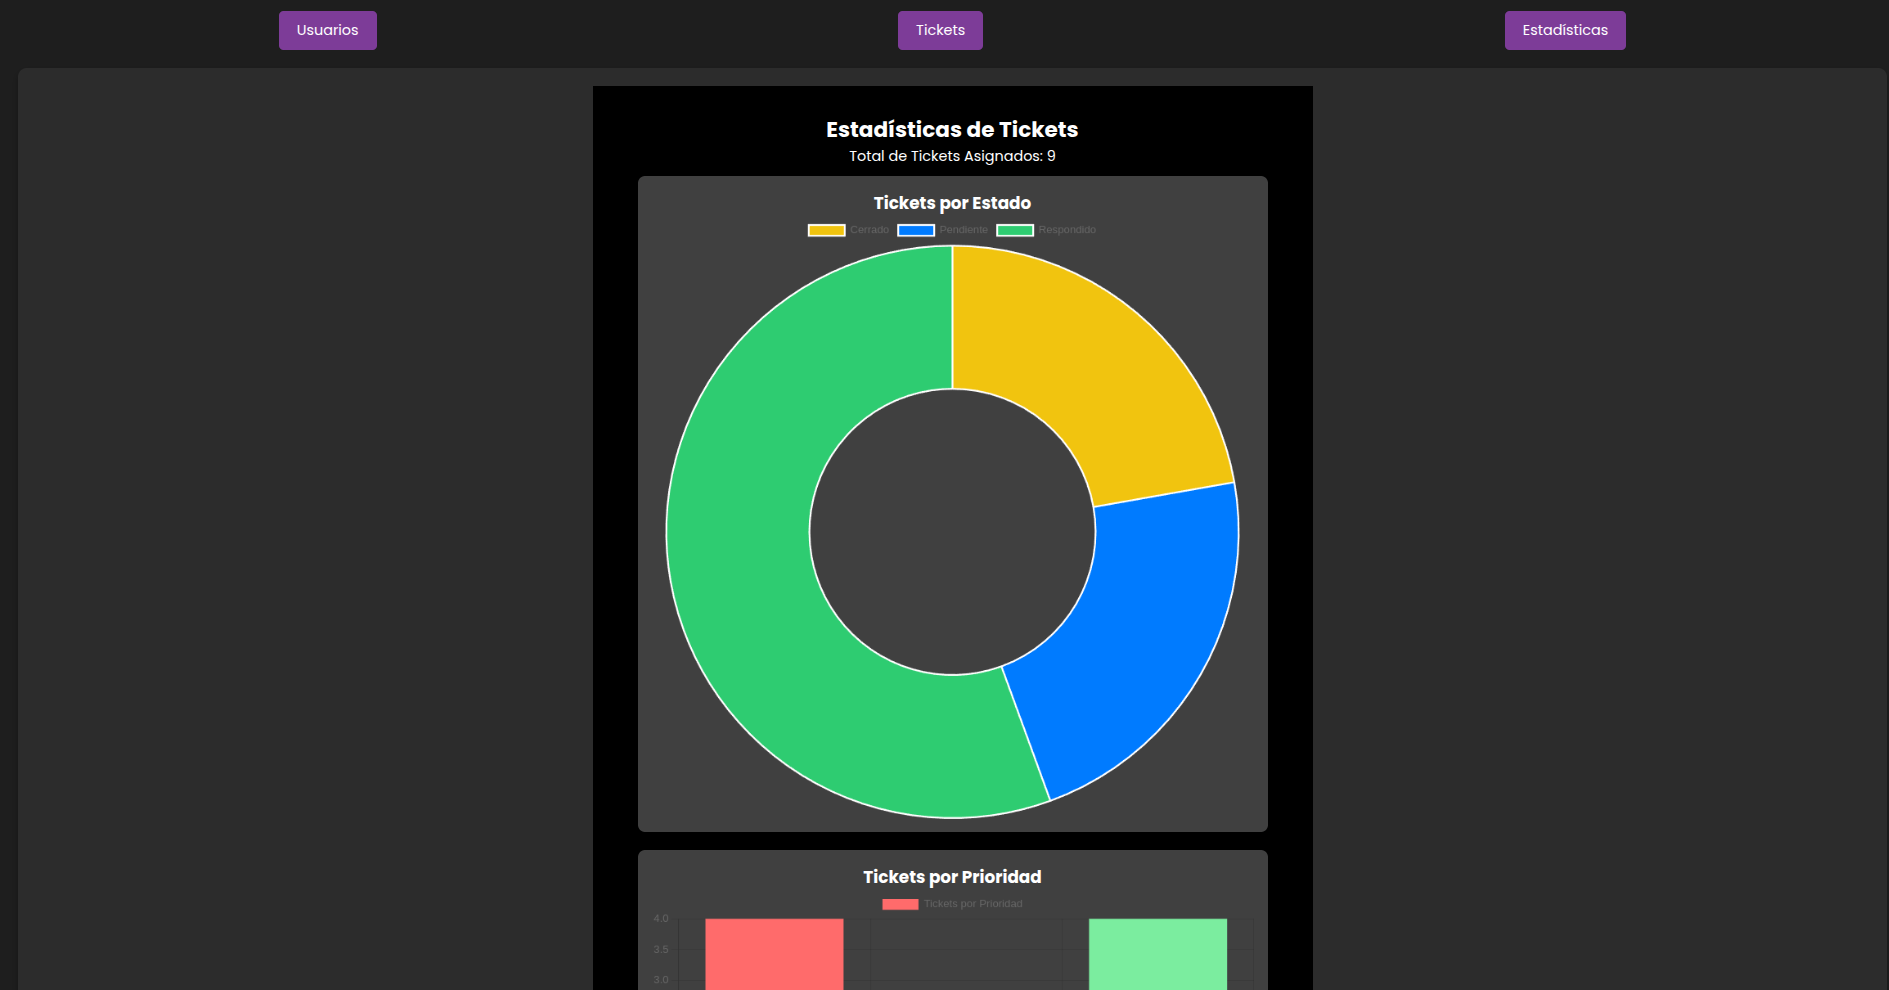 Usuarios
Tickets
Estadísticas
Estadísticas de Tickets
Total de Tickets Asignados: 9
Tickets por Estado
Cerrado Pendiente Respondido
Tickets por Prioridad
Tickets por Prioridad
4.0
3.5
3.0